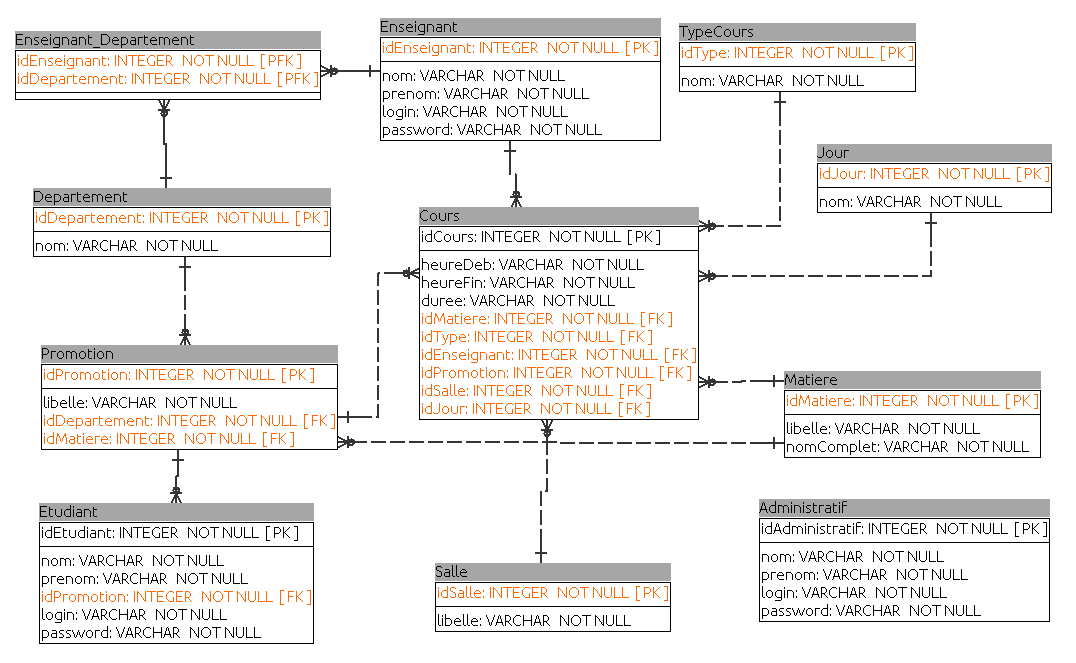 Enseignant_Departement
idEnseignant: INTEGER NOT NULL [PFK]
idDepartement: INTEGER NOT NULL [PFK]
Enseignant
idEnseignant: INTEGER NOT NULL [PK]
nom: VARCHAR NOT NULL
prenom: VARCHAR NOT NULL
login: VARCHAR NOT NULL
password: VARCHAR NOT NULL
TypeCours
idType: INTEGER NOT NULL [PK]
nom: VARCHAR NOT NULL
Jour
idJour: INTEGER NOT NULL [PK]
nom: VARCHAR NOT NULL
Departement
idDepartement: INTEGER NOT NULL [PK]
nom: VARCHAR NOT NULL
Cours
idCours: INTEGER NOT NULL [PK]
heureDeb: VARCHAR NOT NULL
heureFin: VARCHAR NOT NULL
duree: VARCHAR NOT NULL
idMatiere: INTEGER NOT NULL [FK]
idType: INTEGER NOT NULL [FK]
idEnseignant: INTEGER NOT NULL [FK]
idPromotion: INTEGER NOT NULL [FK]
idSalle: INTEGER NOT NULL [FK]
idJour: INTEGER NOT NULL [FK]
Promotion
idPromotion: INTEGER NOT NULL [PK]
libelle: VARCHAR NOT NULL
idDepartement: INTEGER NOT NULL [FK]
idMatiere: INTEGER NOT NULL [FK]
Matiere
idMatiere: INTEGER NOT NULL [PK]
libelle: VARCHAR NOT NULL
nomComplet: VARCHAR NOT NULL
Etudiant
idEtudiant: INTEGER NOT NULL [PK]
nom: VARCHAR NOT NULL
prenom: VARCHAR NOT NULL
idPromotion: INTEGER NOT NULL [FK]
login: VARCHAR NOT NULL
password: VARCHAR NOT NULL
Salle
idSalle: INTEGER NOT NULL [PK]
libelle: VARCHAR NOT NULL
Administratif
idAdministratif: INTEGER NOT NULL [PK]
nom: VARCHAR NOT NULL
prenom: VARCHAR NOT NULL
login: VARCHAR NOT NULL
password: VARCHAR NOT NULL